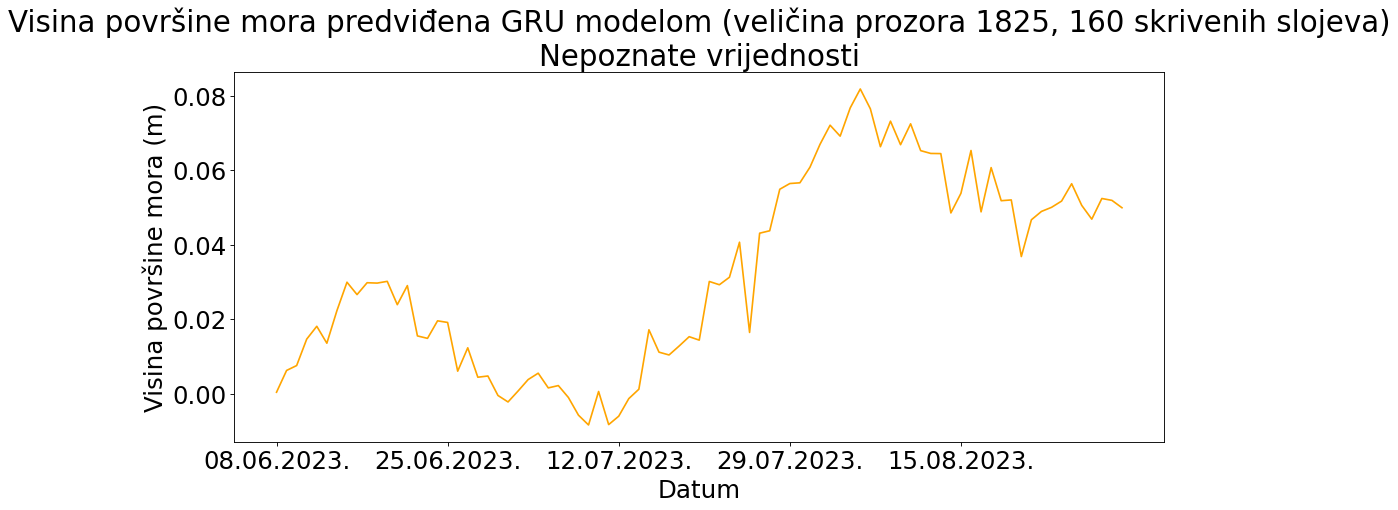 Visina površine mora predviđena GRU modelom (veličina prozora 1825, 160 skrivenih slojeva)
Nepoznate vrijednosti
Visina površine mora (m)
0.08
0.06
0.04
0.02
0.00
08.06.2023.
25.06.2023.
12.07.2023.
29.07.2023.
15.08.2023.
Datum